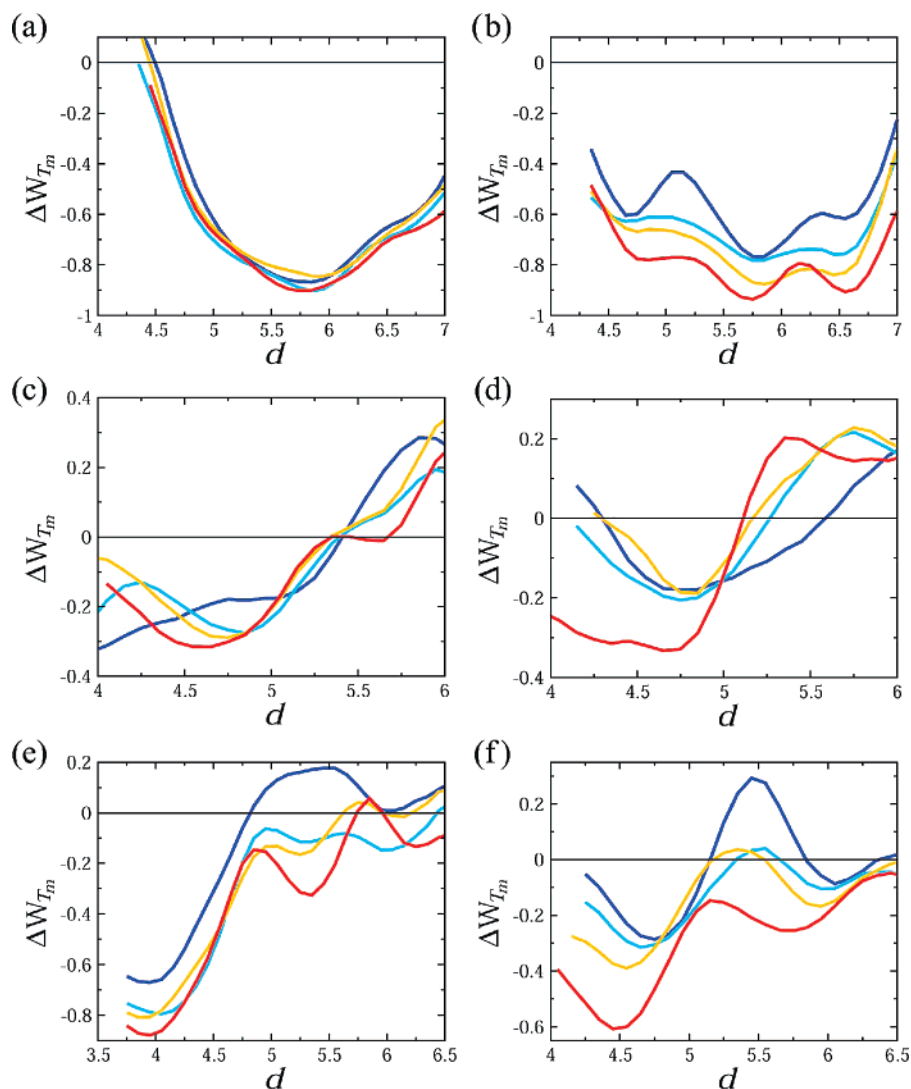 (a)
0
-0.2
-0.4
-0.6
-0.8
-1
ΔW_{T_m}
4 4.5 5 5.5 6 6.5 7
d
(b)
0
-0.2
-0.4
-0.6
-0.8
-1
ΔW_{T_m}
4 4.5 5 5.5 6 6.5 7
d
(c)
0.4
0.2
0
-0.2
-0.4
ΔW_{T_m}
4 4.5 5 5.5 6
d
(d)
0.2
0
-0.2
-0.4
ΔW_{T_m}
4 4.5 5 5.5 6
d
(e)
0.2
0
-0.2
-0.4
-0.6
-0.8
ΔW_{T_m}
3.5 4 4.5 5 5.5 6 6.5
d
(f)
0.2
0
-0.2
-0.4
-0.6
ΔW_{T_m}
4 4.5 5 5.5 6 6.5
d